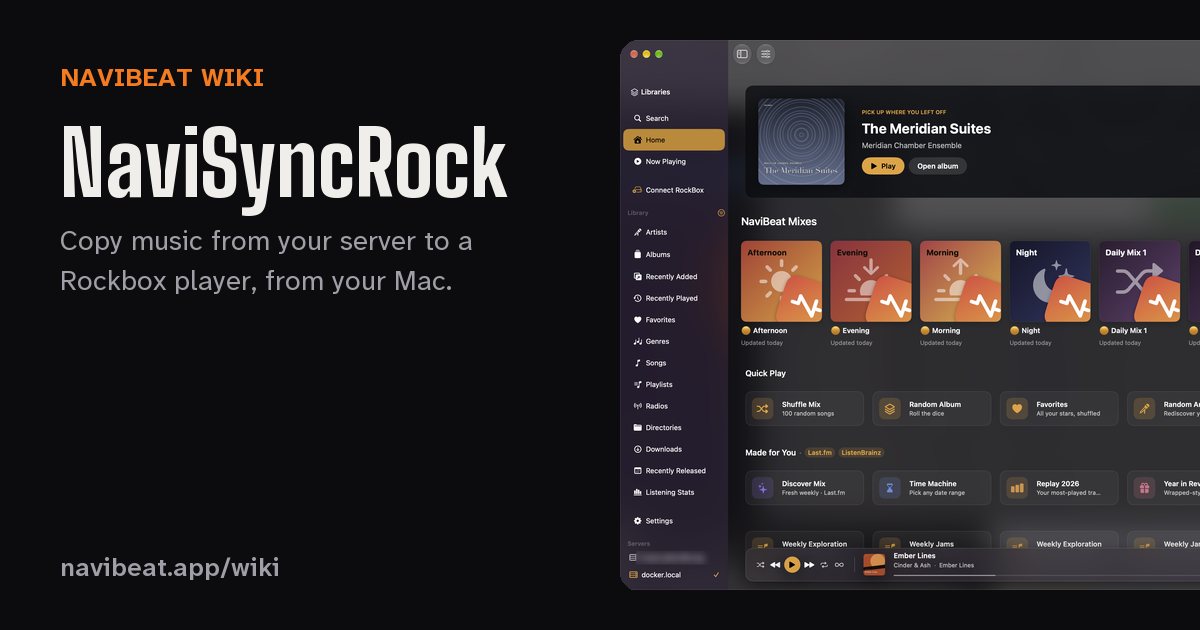 NAVIBEAT WIKI
NaviSyncRock
Copy music from your server to a
Rockbox player, from your Mac.
navibeat.app/wiki
Libraries
Search
Home
Now Playing
Connect RockBox
Library
Artists
Albums
Recently Added
Recently Played
Favorites
Genres
Songs
Playlists
Radios
Directories
Downloads
Recently Released
Listening Stats
Settings
Servers
docker.local
The Meridian Suites
PICK UP WHERE YOU LEFT OFF
The Meridian Suites
Meridian Chamber Ensemble
Play Open album
NaviBeat Mixes
Afternoon Evening Morning Night Daily Mix 1
Afternoon Evening Morning Night Daily Mix 1
Updated today Updated today Updated today Updated today Updated today
Quick Play
Shuffle Mix Random Album Favorites
100 random songs Roll the dice All your stars, shuffled
Made for You · Last.fm ListenBrainz
Discover Mix Time Machine Replay 2026
Fresh weekly · Last.fm Pick any date range Your most-played tra...
Weekly Exploration Weekly Jams Weekly Exploration
Ember Lines
Cinder & Ash · Ember Lines